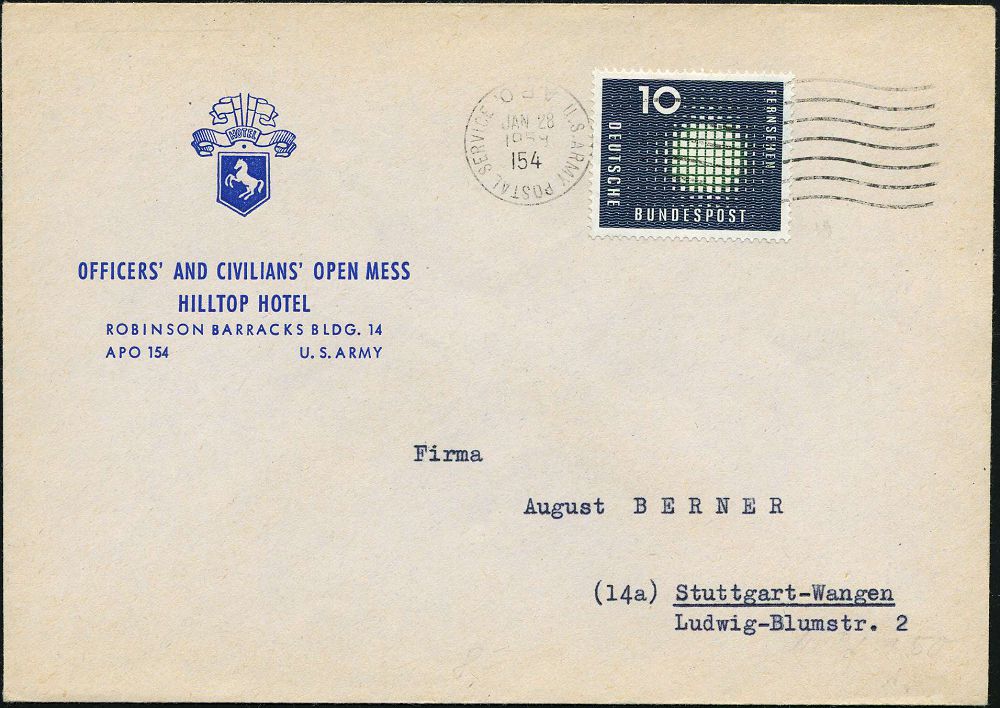 HOTEL
OFFICERS' AND CIVILIANS' OPEN MESS
HILLTOP HOTEL
ROBINSON BARRACKS BLDG. 14
APO 154 U.S. ARMY
U.S. ARMY POSTAL SERVICE A.P.O.
JAN 28
154
10
FERNSEHEN
DEUTSCHE
BUNDESPOST
Firma
August BERNER
(14a) Stuttgart-Wangen
Ludwig-Blumstr. 2